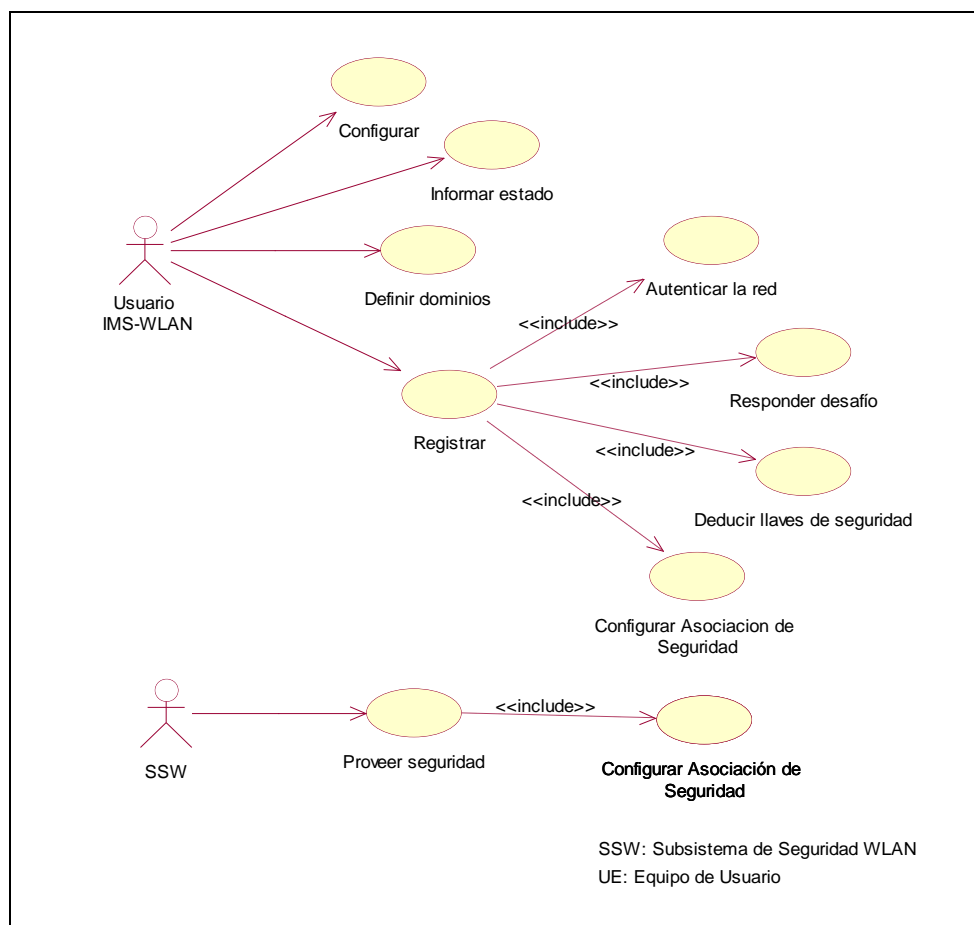 Configurar
Informar estado
Usuario
IMS-WLAN
Definir dominios
Autenticar la red
<<include>>
<<include>>
Responder desafío
Registrar
<<include>>
Deducir llaves de seguridad
<<include>>
Configurar Asociacion de
Seguridad
SSW
Proveer seguridad
<<include>>
Configurar Asociación de
Seguridad
SSW: Subsistema de Seguridad WLAN
UE: Equipo de Usuario